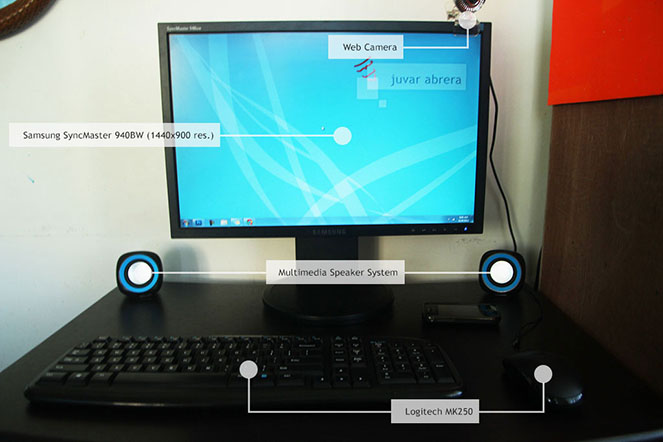 SyncMaster 940BW
Web Camera
juvar abrera
Samsung SyncMaster 940BW (1440x900 res.)
SAMSUNG
Multimedia Speaker System
Logitech MK250